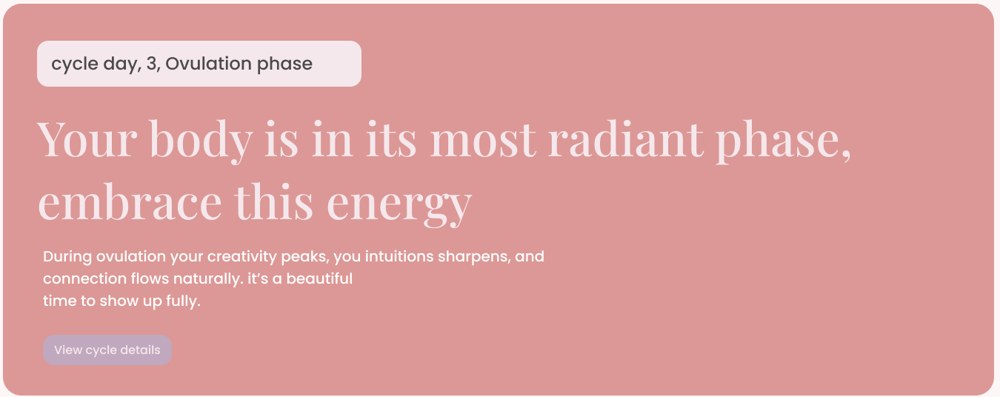 cycle day, 3, Ovulation phase
Your body is in its most radiant phase,
embrace this energy
During ovulation your creativity peaks, you intuitions sharpens, and
connection flows naturally. it’s a beautiful
time to show up fully.
View cycle details